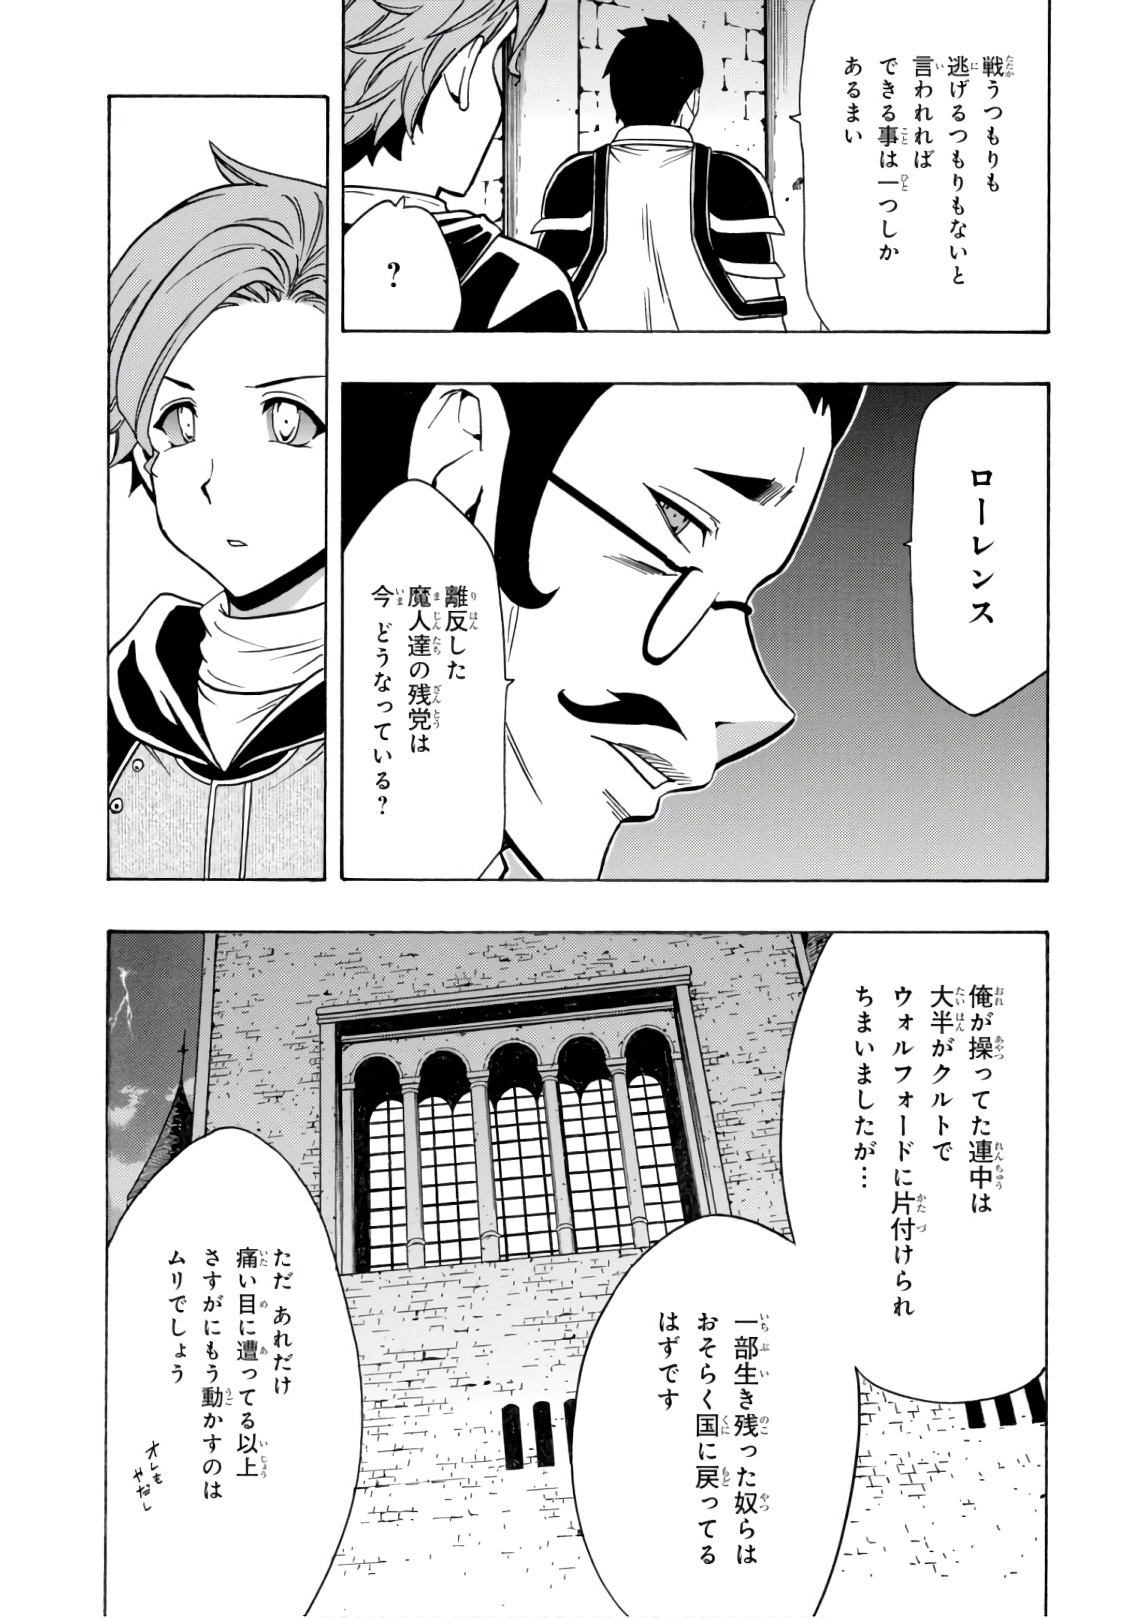 戦うつもりも
逃げるつもりもないと
言われれば
できる事は一つしか
あるまい
？
ローレンス
離反した
魔人達の残党は
今 どうなっている？
俺が操ってた連中は
大半がクルトで
ウォルフォードに片付けられ
ちまいましたが…
一部生き残った奴らは
おそらく国に戻ってる
はずです
ただ あれだけ
痛い目に遭ってる以上
さすがにもう動かすのは
ムリでしょう
オレも
やだし